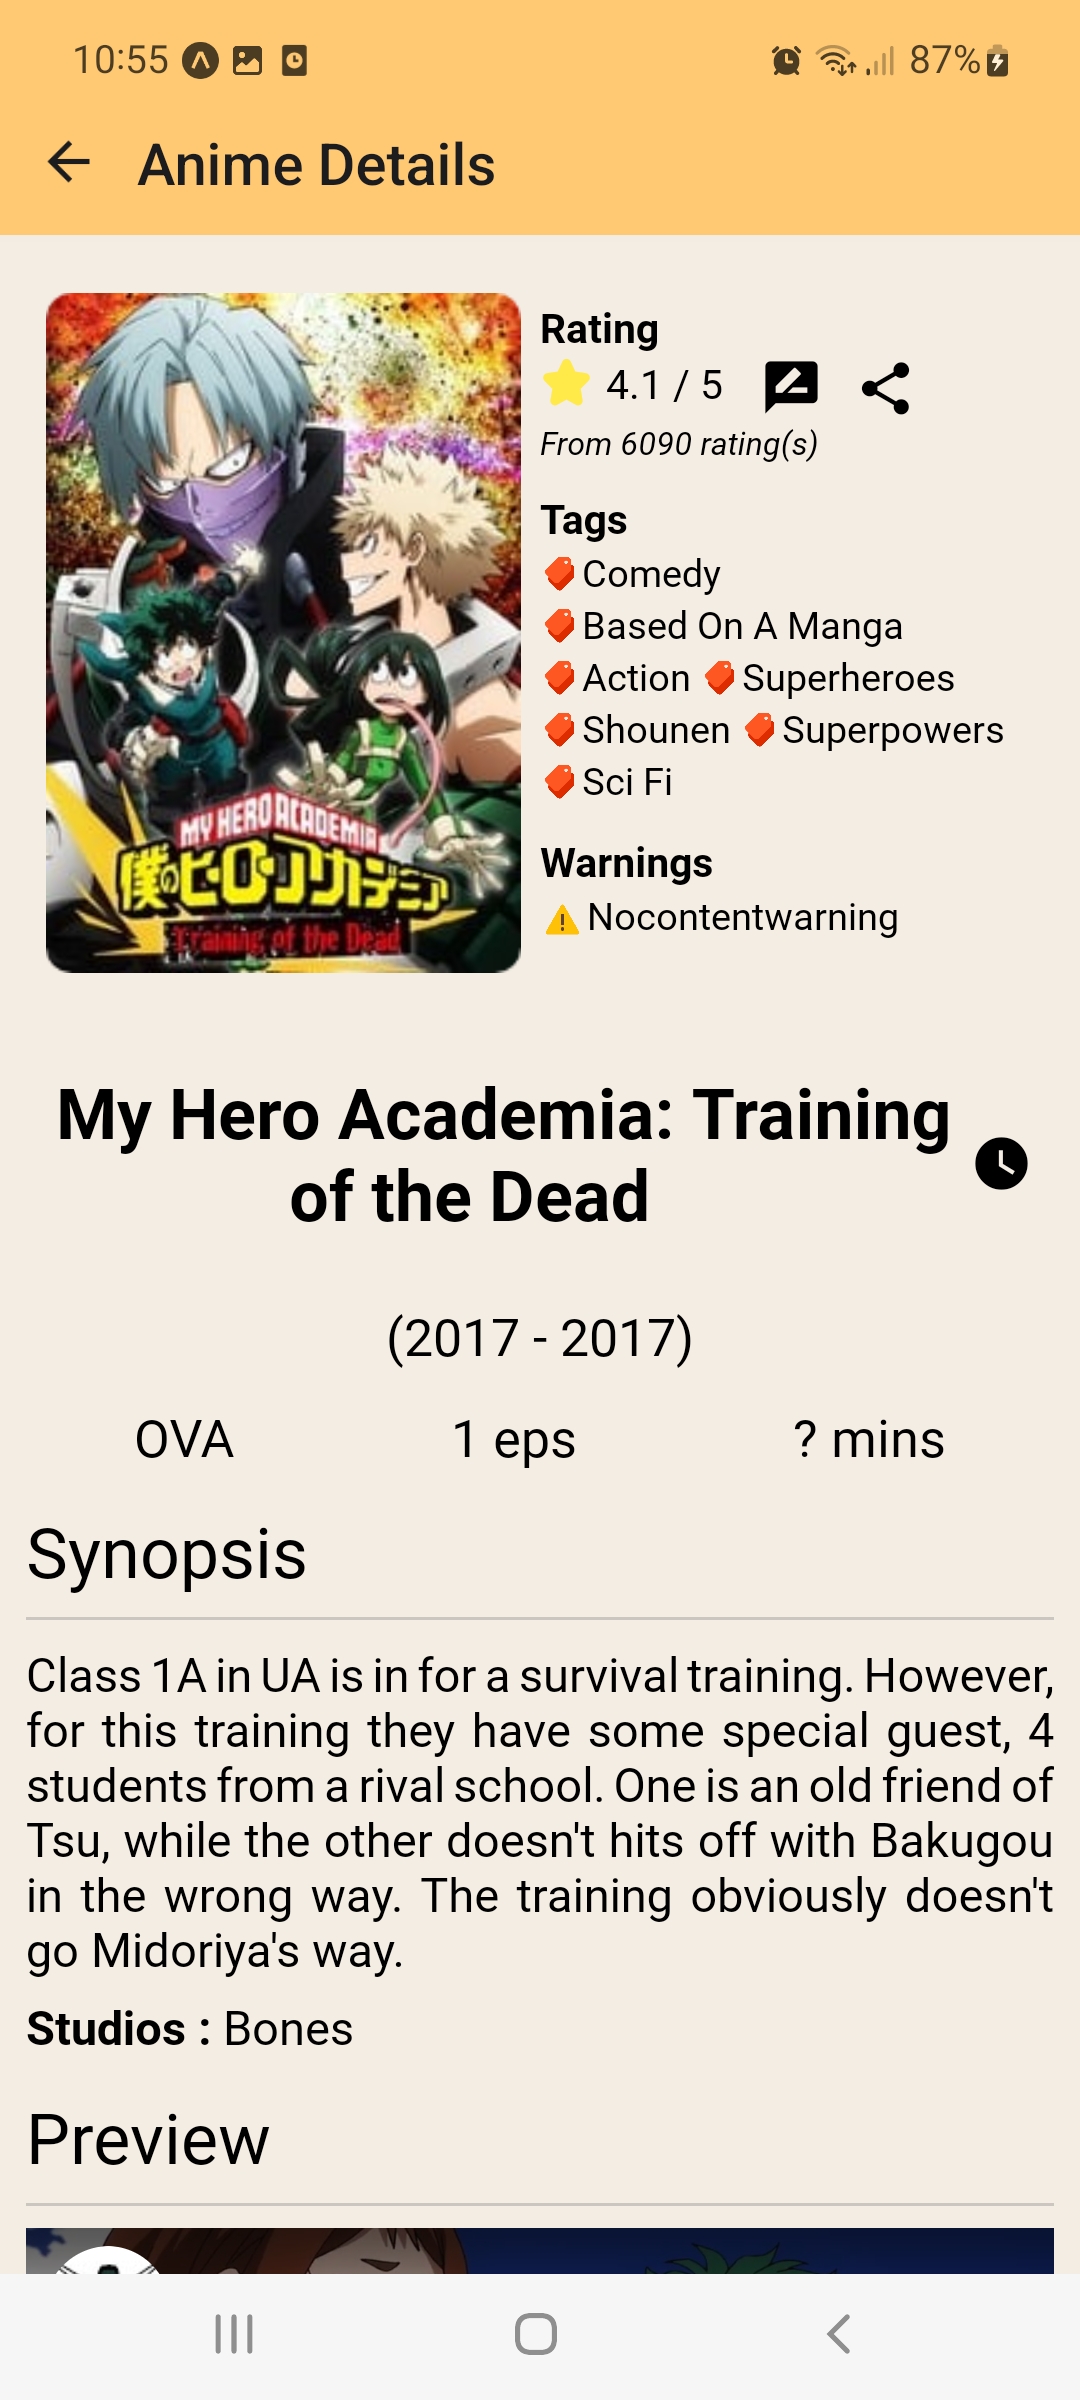 10:55
87%
Anime Details
Rating
4.1 / 5
From 6090 rating(s)
Tags
Comedy
Based On A Manga
Action Superheroes
Shounen Superpowers
Sci Fi
Warnings
Nocontentwarning
MY HERO ACADEMIA
僕のヒーローアカデミア
Training of the Dead
My Hero Academia: Training
of the Dead
(2017 - 2017)
OVA 1 eps ? mins
Synopsis
Class 1A in UA is in for a survival training. However,
for this training they have some special guest, 4
students from a rival school. One is an old friend of
Tsu, while the other doesn't hits off with Bakugou
in the wrong way. The training obviously doesn't
go Midoriya's way.
Studios : Bones
Preview